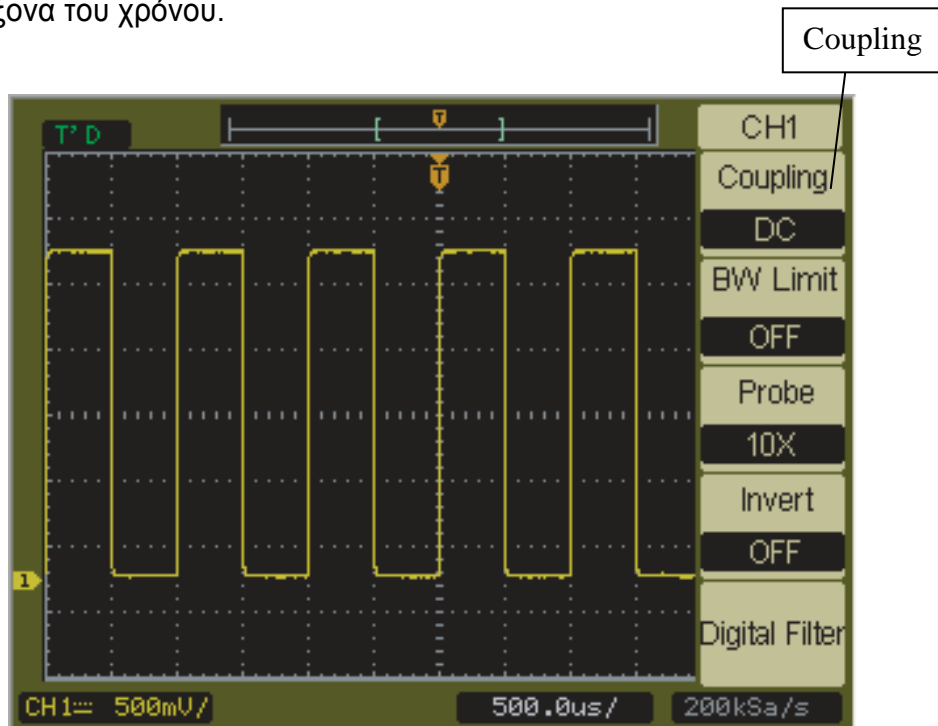 ξονα του χρόνου.
Coupling
T
T' D
CH1
T
Coupling
DC
BW Limit
OFF
Probe
10X
Invert
OFF
1
Digital Filter
CH1 500mV/ 500.0us/ 200kSa/s